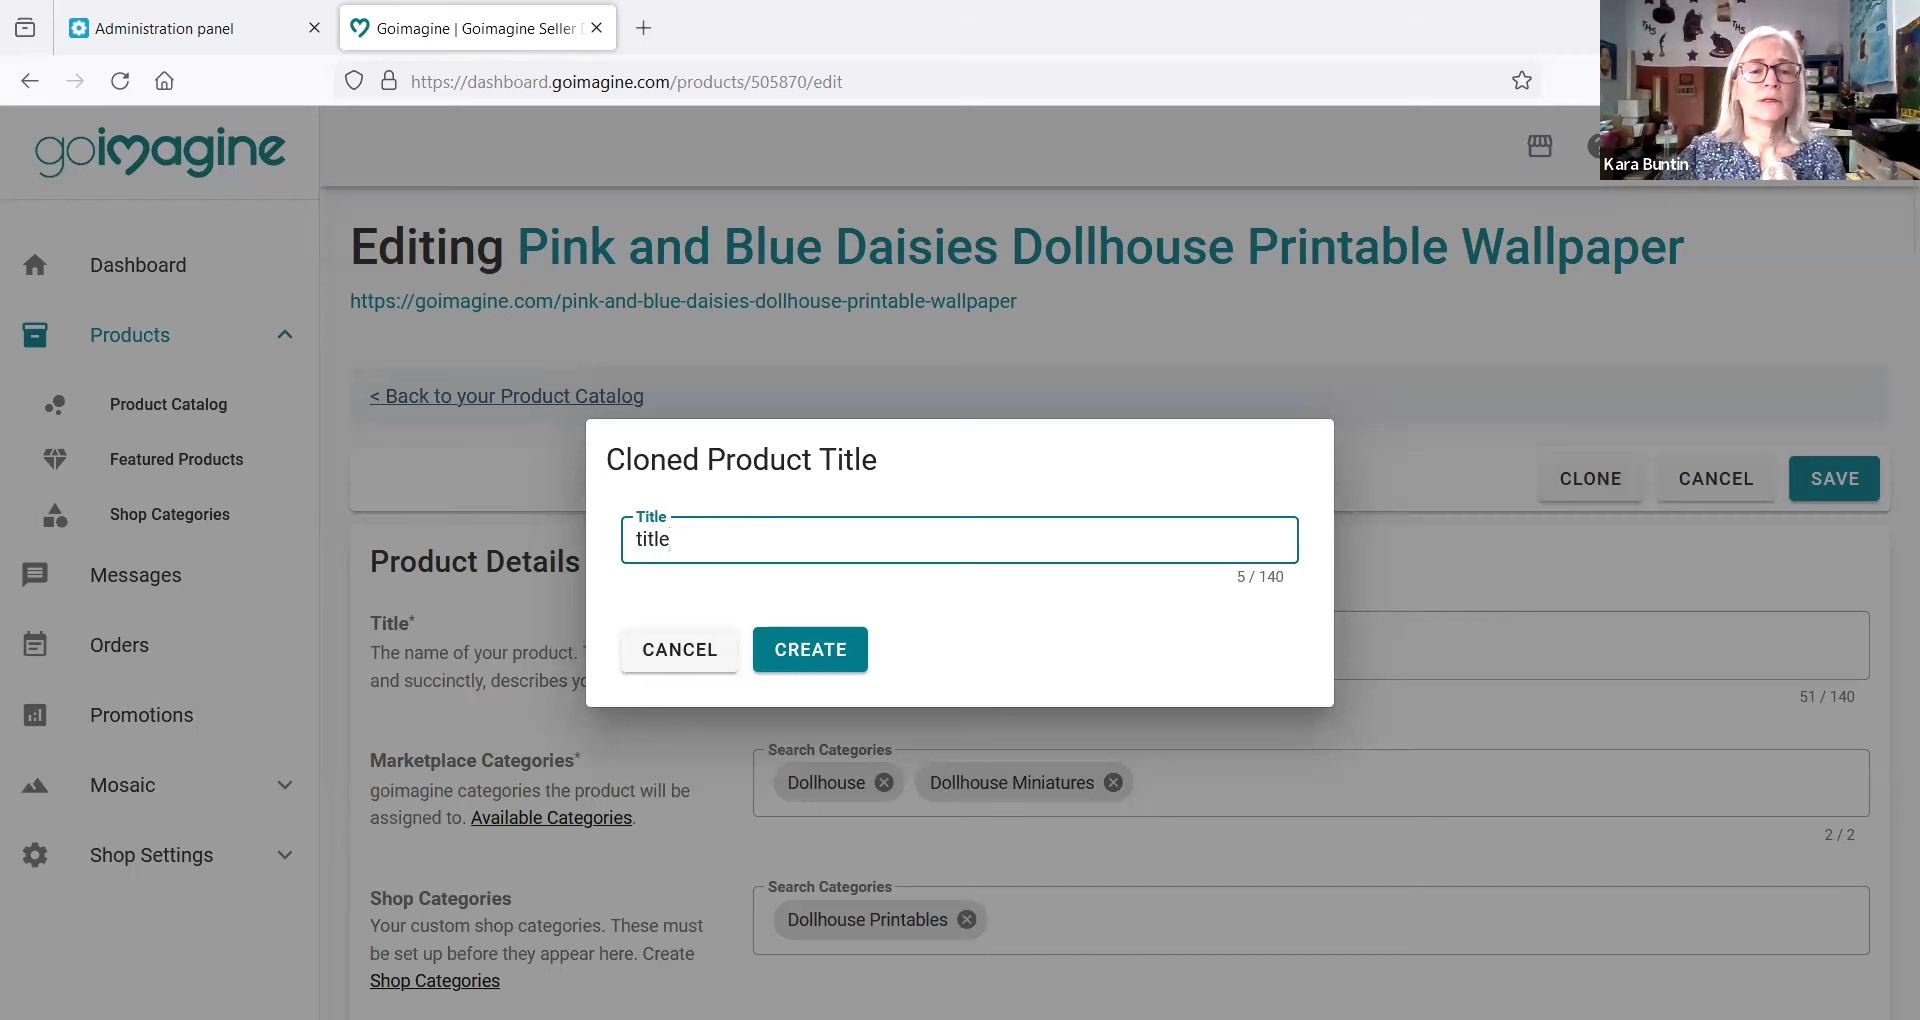 Administration panel
Goimagine | Goimagine Seller
https://dashboard.goimagine.com/products/505870/edit
Kara Buntin
goimagine
Editing Pink and Blue Daisies Dollhouse Printable Wallpaper
https://goimagine.com/pink-and-blue-daisies-dollhouse-printable-wallpaper
Dashboard
Products
Product Catalog
Featured Products
Shop Categories
Messages
Orders
Promotions
Mosaic
Shop Settings
< Back to your Product Catalog
CLONE
CANCEL
SAVE
Cloned Product Title
Title
title
5 / 140
CANCEL
CREATE
Product Details
Title*
The name of your product.
and succinctly, describes
51 / 140
Marketplace Categories*
goimagine categories the product will be
assigned to. Available Categories.
Search Categories
Dollhouse
Dollhouse Miniatures
2 / 2
Shop Categories
Your custom shop categories. These must
be set up before they appear here. Create
Shop Categories
Search Categories
Dollhouse Printables